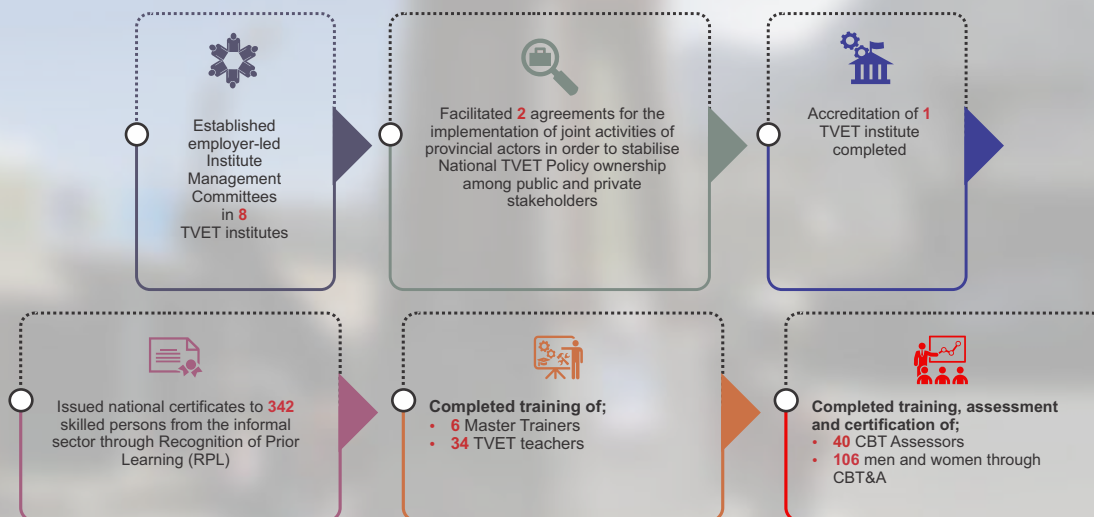 Established
employer-led
Institute
Management
Committees
in 8
TVET institutes
Facilitated 2 agreements for the
implementation of joint activities of
provincial actors in order to stabilise
National TVET Policy ownership
among public and private
stakeholders
Accreditation of 1
TVET institute
completed
Issued national certificates to 342
skilled persons from the informal
sector through Recognition of Prior
Learning (RPL)
Completed training of;
• 6 Master Trainers
• 34 TVET teachers
Completed training, assessment
and certification of;
• 40 CBT Assessors
• 106 men and women through
CBT&A